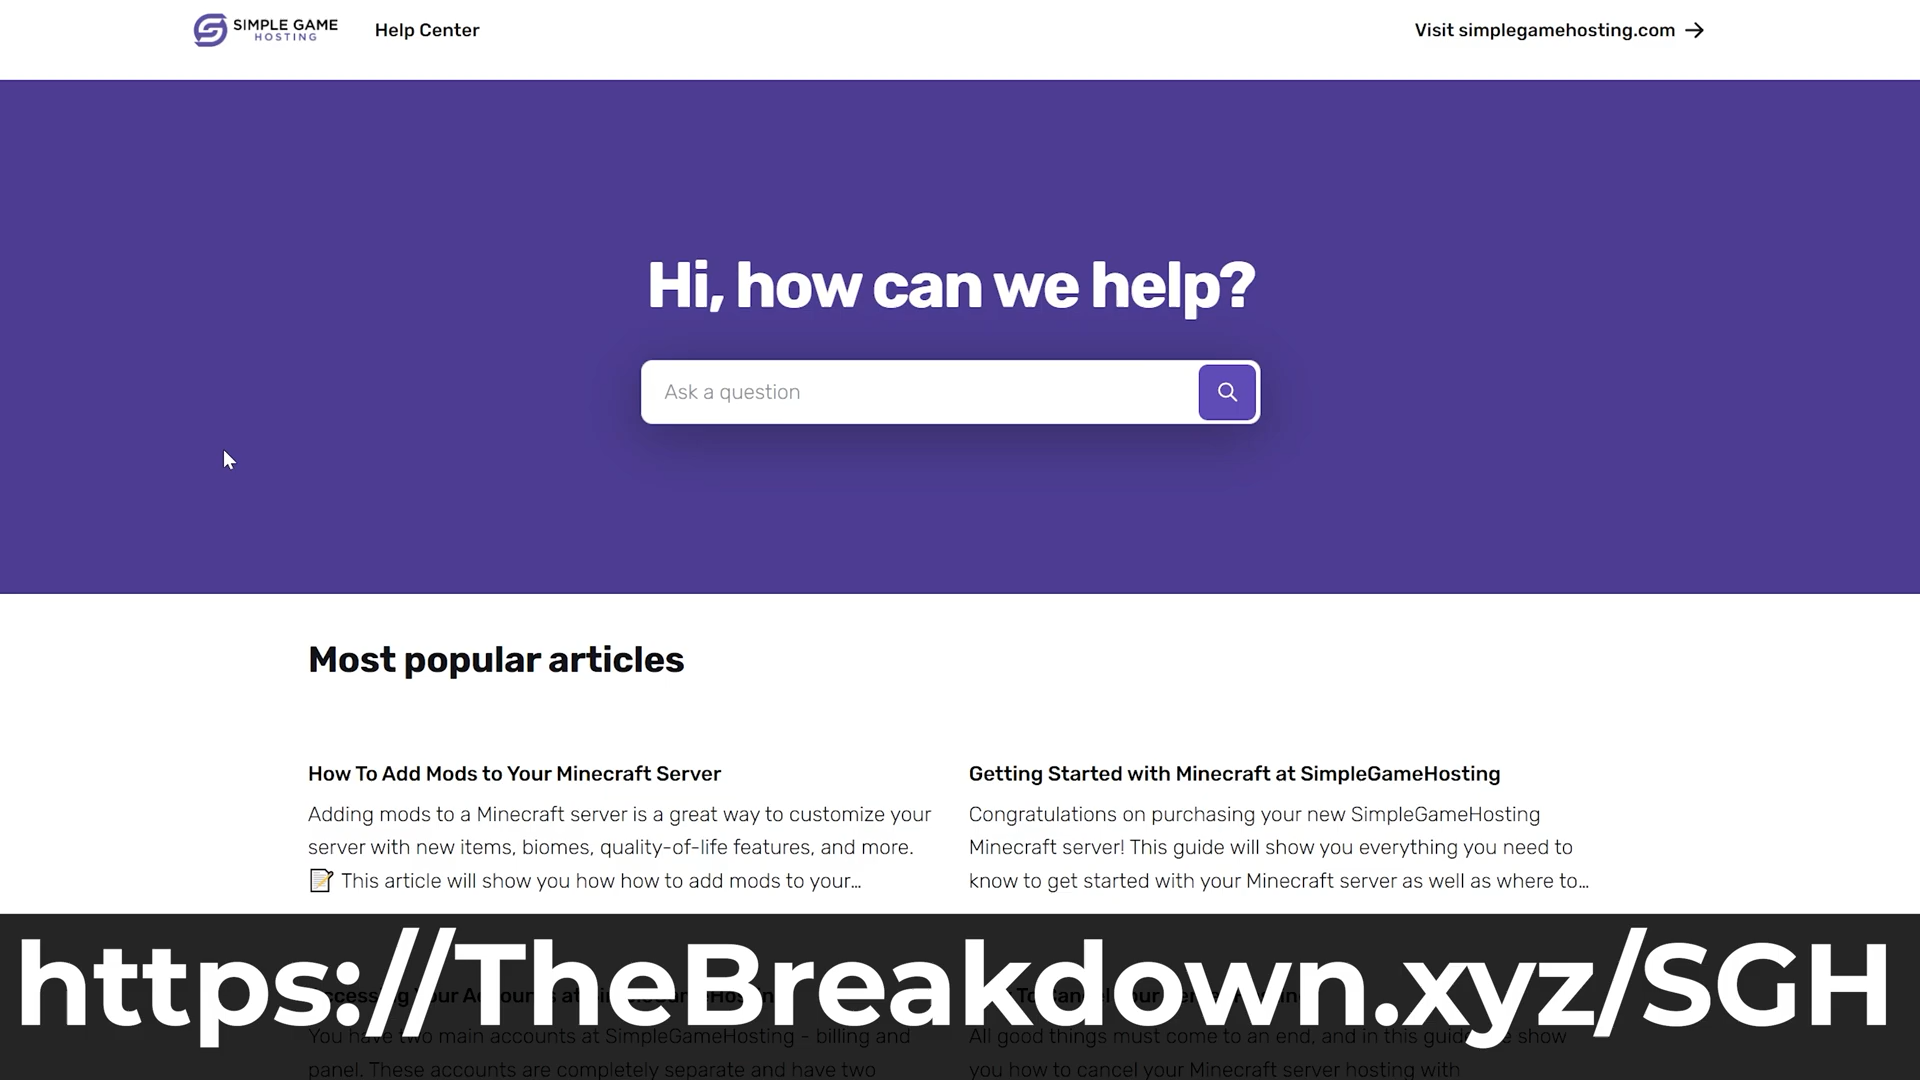 SIMPLE GAME
HOSTING
Help Center
Visit simplegamehosting.com
Hi, how can we help?
Ask a question
Most popular articles
How To Add Mods to Your Minecraft Server
Adding mods to a Minecraft server is a great way to customize your
server with new items, biomes, quality-of-life features, and more.
📝 This article will show you how how to add mods to your...
Getting Started with Minecraft at SimpleGameHosting
Congratulations on purchasing your new SimpleGameHosting
Minecraft server! This guide will show you everything you need to
know to get started with your Minecraft server as well as where to...
https://TheBreakdown.xyz/SGH
You have two main accounts at SimpleGameHosting - billing and
panel. These accounts are completely separate and have two
All good things must come to an end, and in this guide show
you how to cancel your Minecraft server hosting with